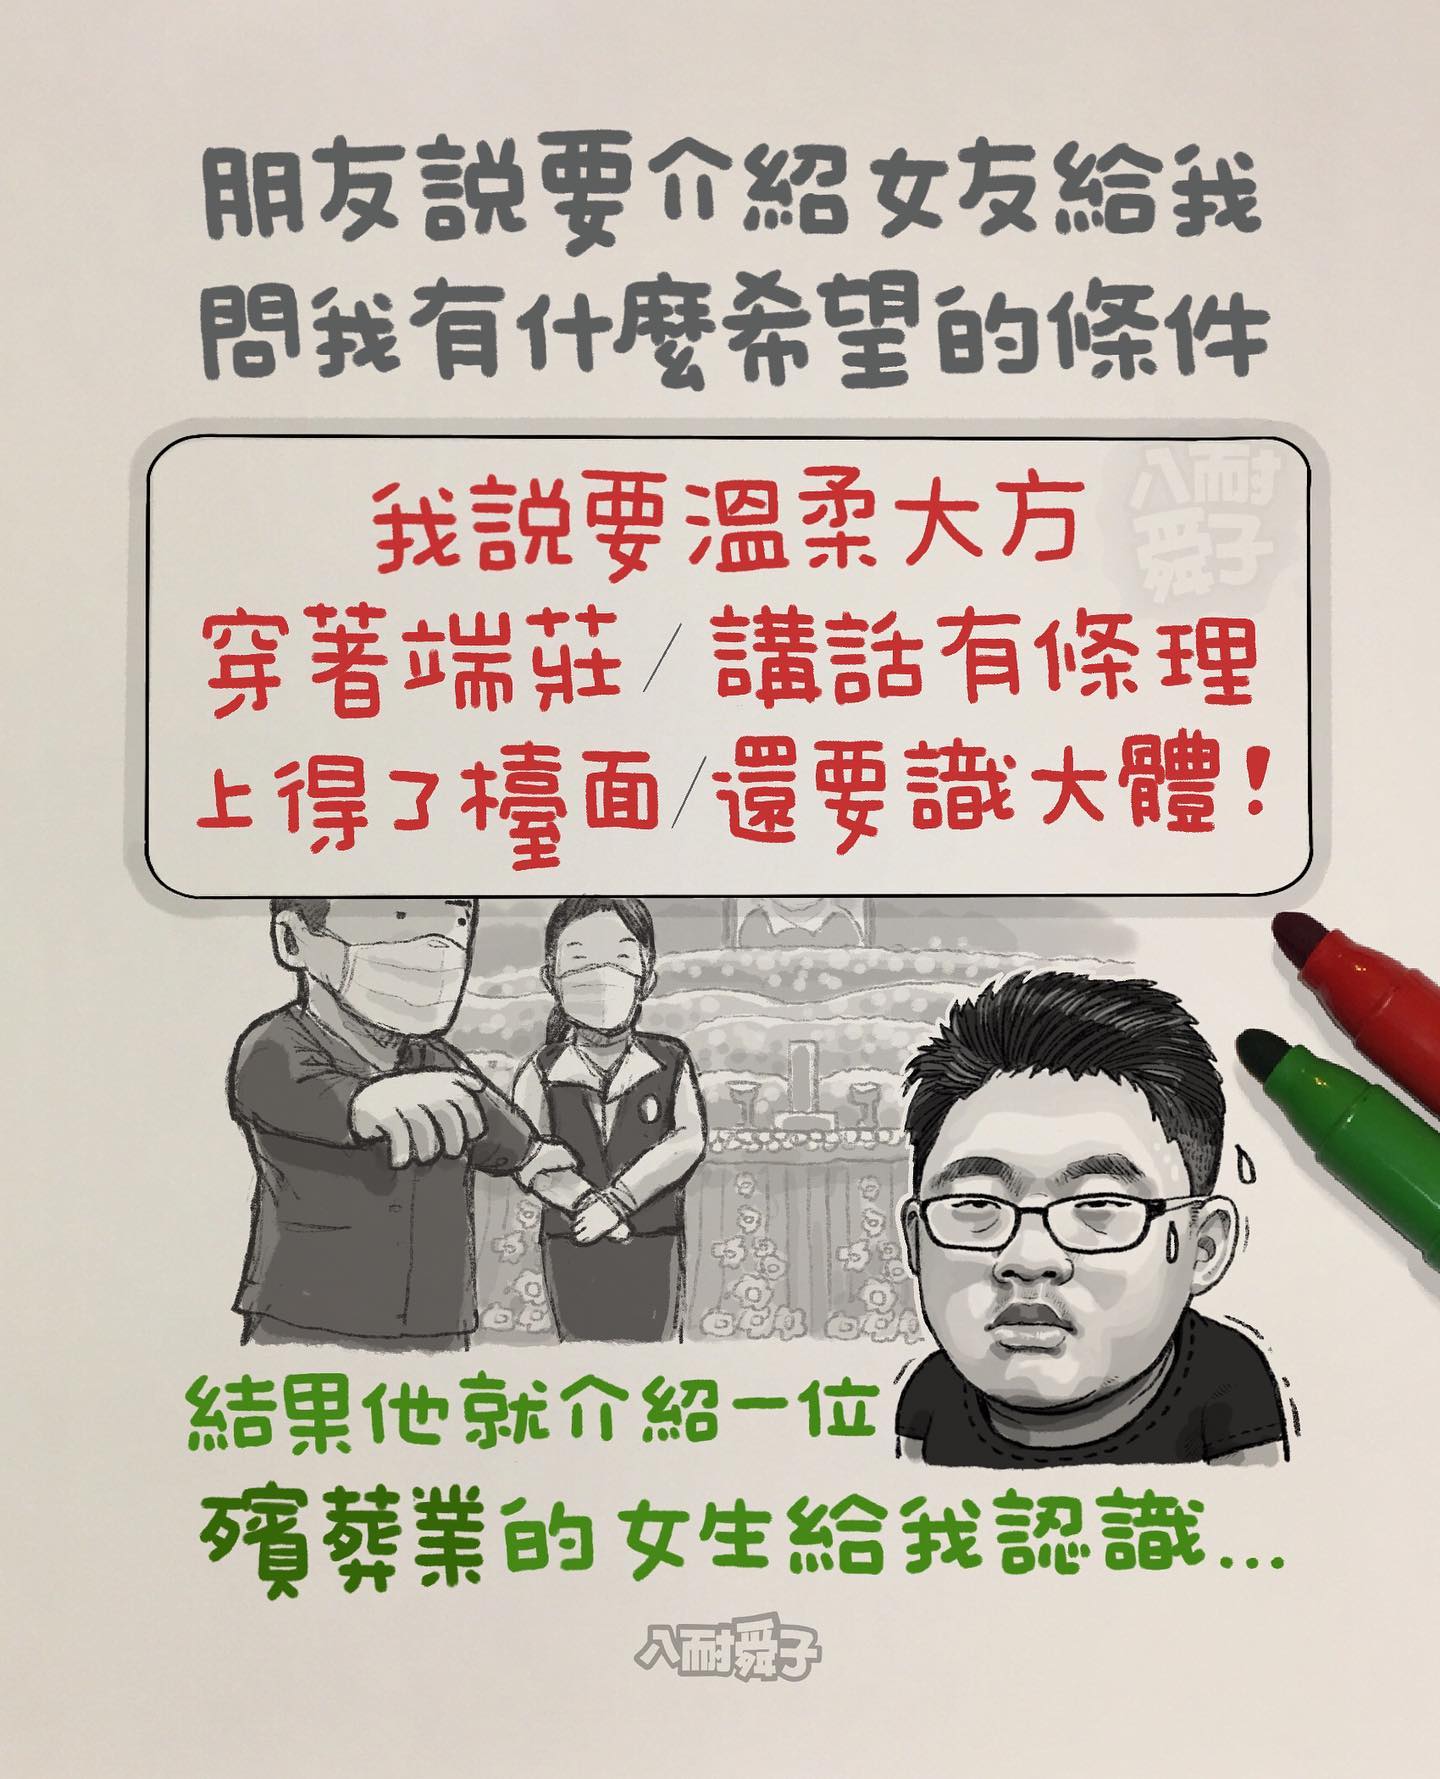 朋友說要介紹女友給我
問我有什麼希望的條件
八耐
舜子
我說要溫柔大方
穿著端莊/講話有條理
上得了檯面/還要識大體!
結果他就介紹一位
殯葬業的女生給我認識...
八耐舜子